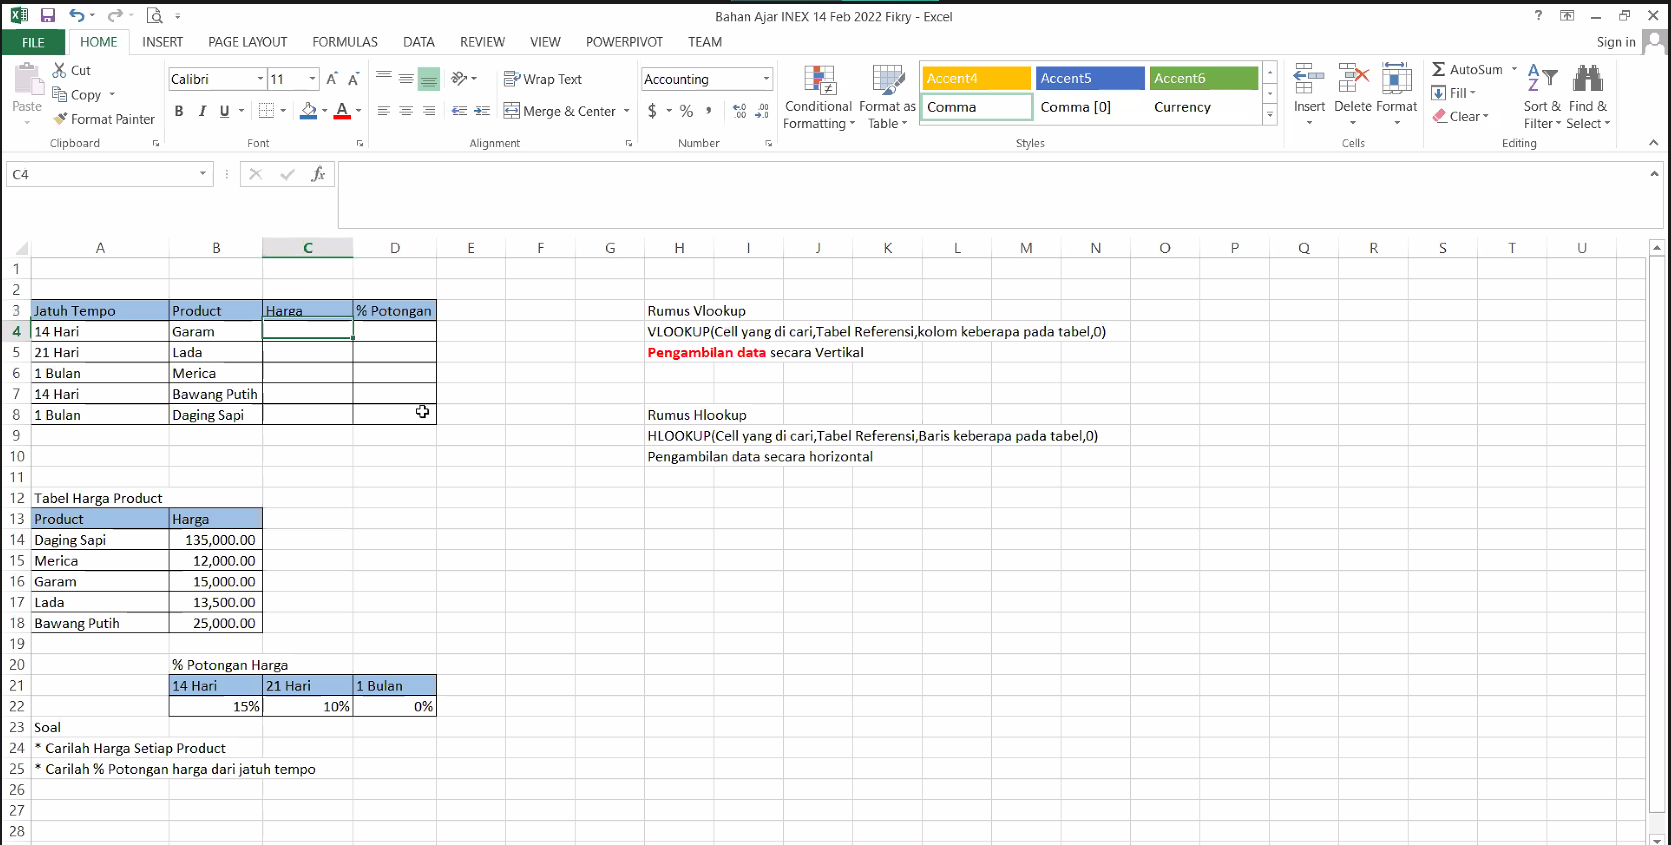 Bahan Ajar INEX 14 Feb 2022 Fikry - Excel
?
FILE HOME INSERT PAGE LAYOUT FORMULAS DATA REVIEW VIEW POWERPIVOT TEAM Sign in
Paste
Cut
Copy
Format Painter
Clipboard
Calibri 11
B I U
Font
Wrap Text
Merge & Center
Alignment
Accounting
$ % ,
Number
Conditional Formatting
Format as Table
Accent4 Accent5 Accent6
Comma Comma [0] Currency
Styles
Insert Delete Format
Cells
AutoSum
Fill
Clear
Sort & Filter
Find & Select
Editing
C4
fx
A B C D E F G H I J K L M N O P Q R S T U
1
2
3 Jatuh Tempo Product Harga % Potongan Rumus Vlookup
4 14 Hari Garam VLOOKUP(Cell yang di cari,Tabel Referensi,kolom keberapa pada tabel,0)
5 21 Hari Lada Pengambilan data secara Vertikal
6 1 Bulan Merica
7 14 Hari Bawang Putih
8 1 Bulan Daging Sapi Rumus Hlookup
9 HLOOKUP(Cell yang di cari,Tabel Referensi,Baris keberapa pada tabel,0)
10 Pengambilan data secara horizontal
11
12 Tabel Harga Product
13 Product Harga
14 Daging Sapi 135,000.00
15 Merica 12,000.00
16 Garam 15,000.00
17 Lada 13,500.00
18 Bawang Putih 25,000.00
19
20 % Potongan Harga
21 14 Hari 21 Hari 1 Bulan
22 15% 10% 0%
23 Soal
24 * Carilah Harga Setiap Product
25 * Carilah % Potongan harga dari jatuh tempo
26
27
28